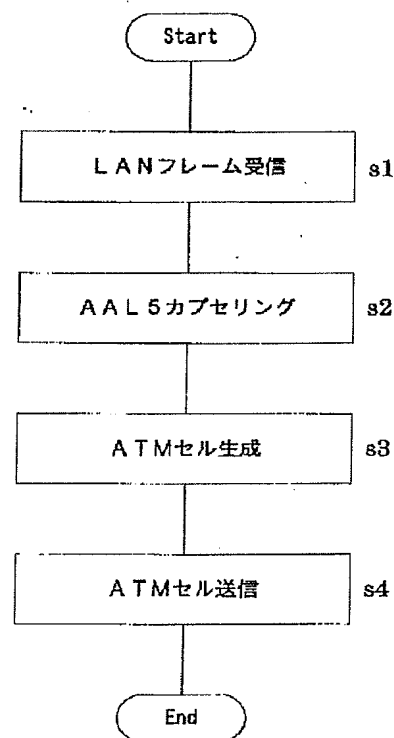 Start
LANフレーム受信 s1
AAL5カプセリング s2
ATMセル生成 s3
ATMセル送信 s4
End